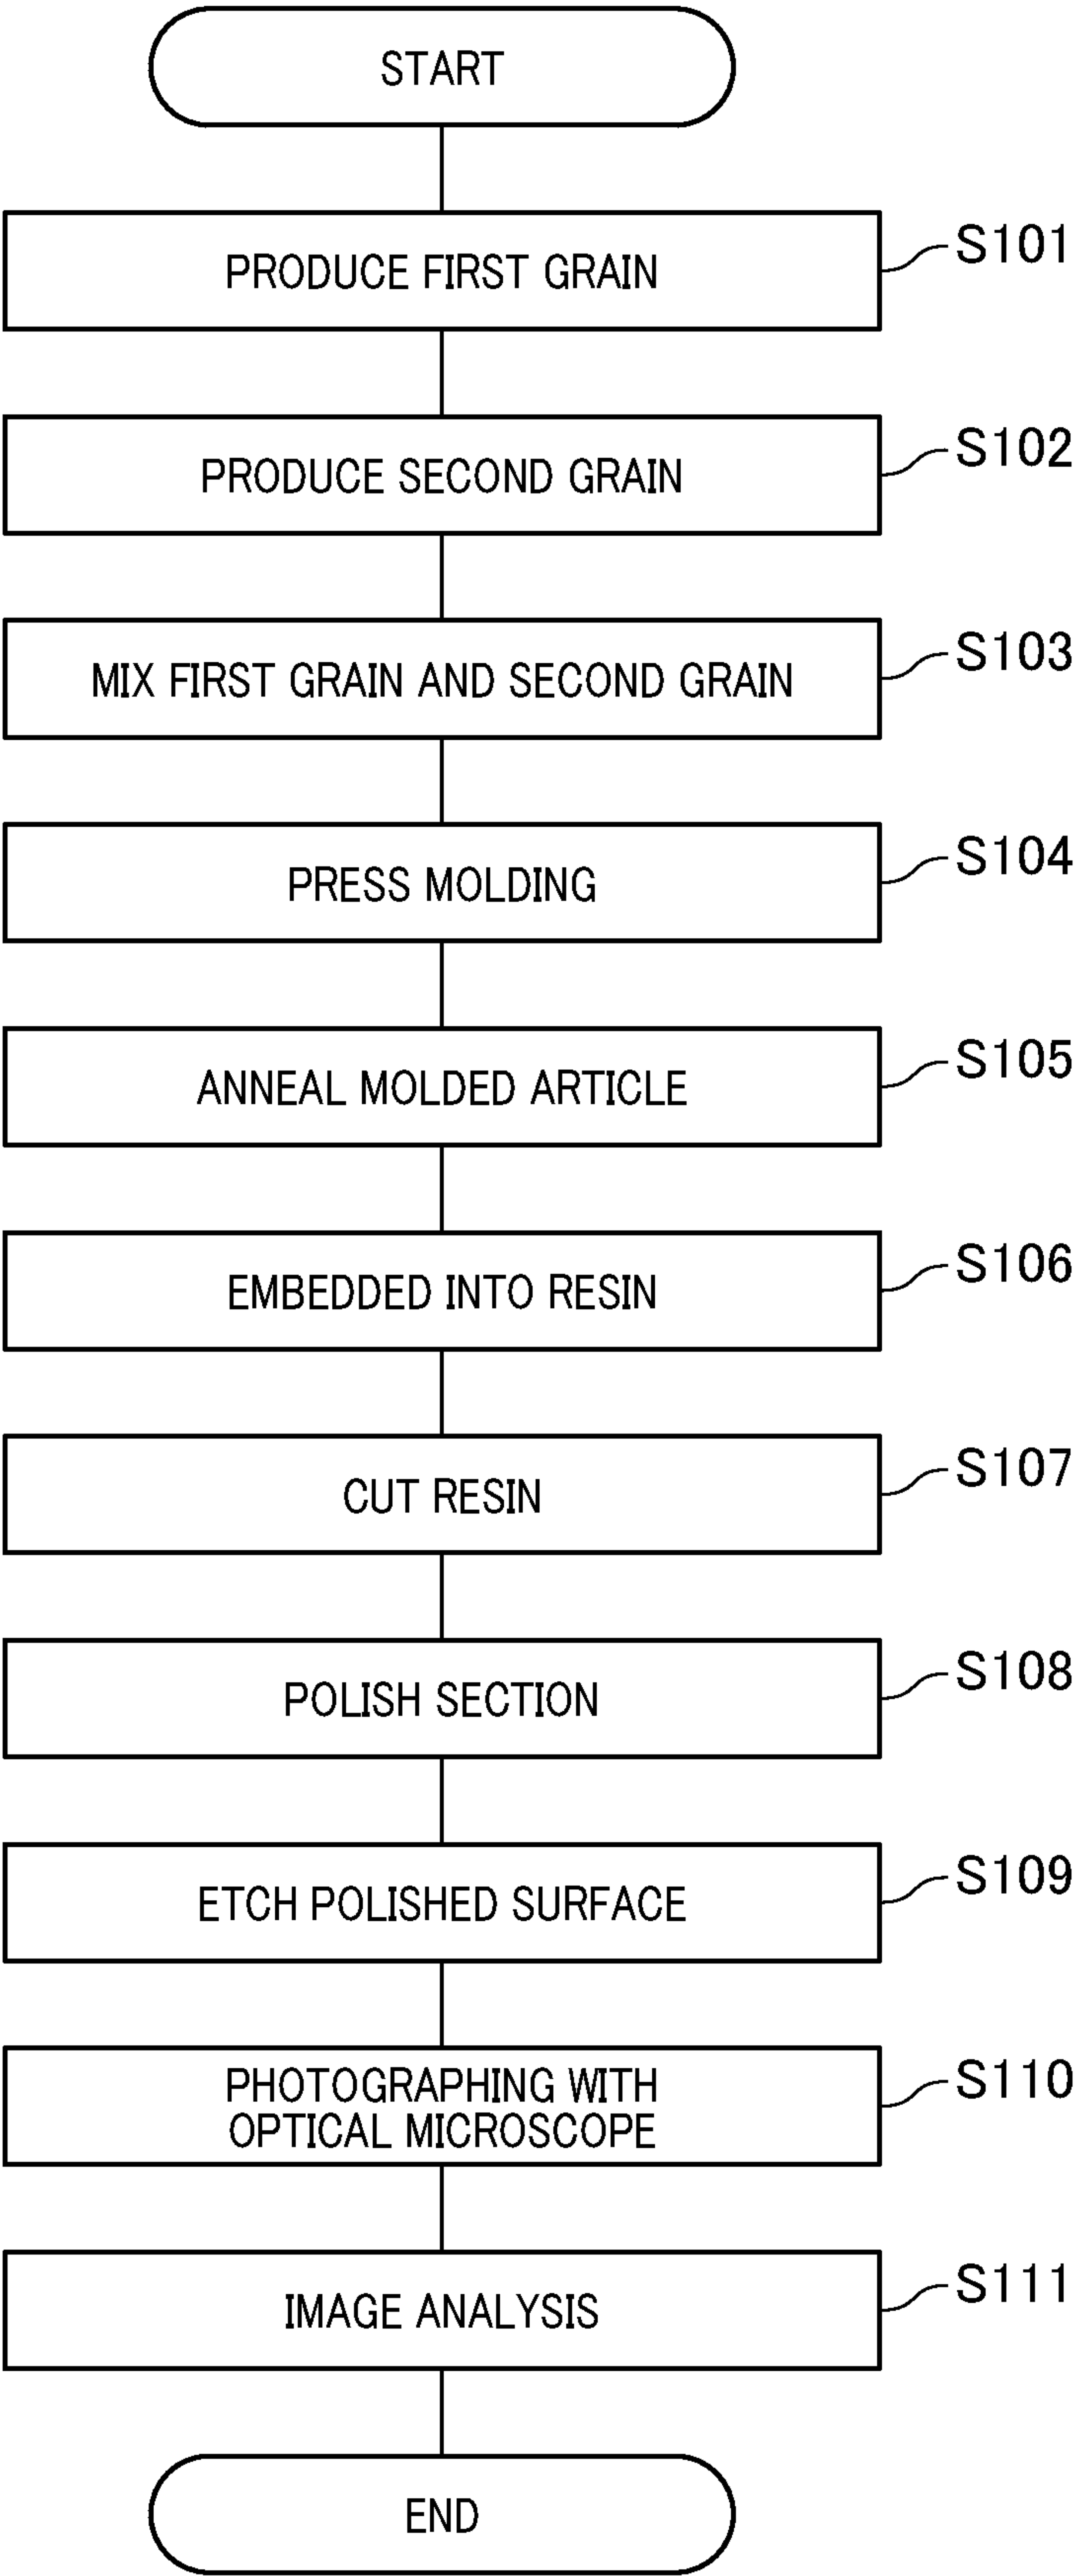 START
PRODUCE FIRST GRAIN
S101
PRODUCE SECOND GRAIN
S102
MIX FIRST GRAIN AND SECOND GRAIN
S103
PRESS MOLDING
S104
ANNEAL MOLDED ARTICLE
S105
EMBEDDED INTO RESIN
S106
CUT RESIN
S107
POLISH SECTION
S108
ETCH POLISHED SURFACE
S109
PHOTOGRAPHING WITH
OPTICAL MICROSCOPE
S110
IMAGE ANALYSIS
S111
END